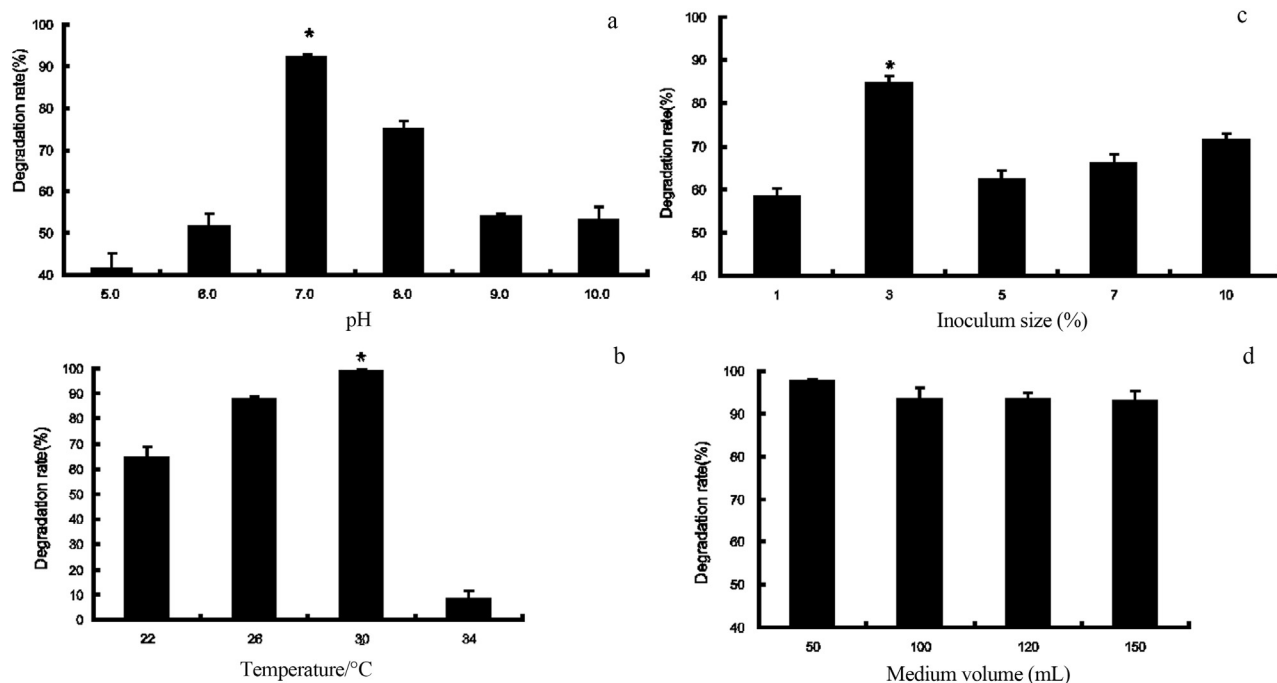 a
Degradation rate(%)
100
90
80
70
60
50
40
*
5.0 6.0 7.0 8.0 9.0 10.0
pH
c
Degradation rate(%)
100
90
80
70
60
50
40
*
1 3 5 7 10
Inoculum size (%)
b
Degradation rate(%)
100
90
80
70
60
50
40
30
20
10
0
*
22 26 30 34
Temperature/°C
d
Degradation rate(%)
100
90
80
70
60
50
40
50 100 120 150
Medium volume (mL)